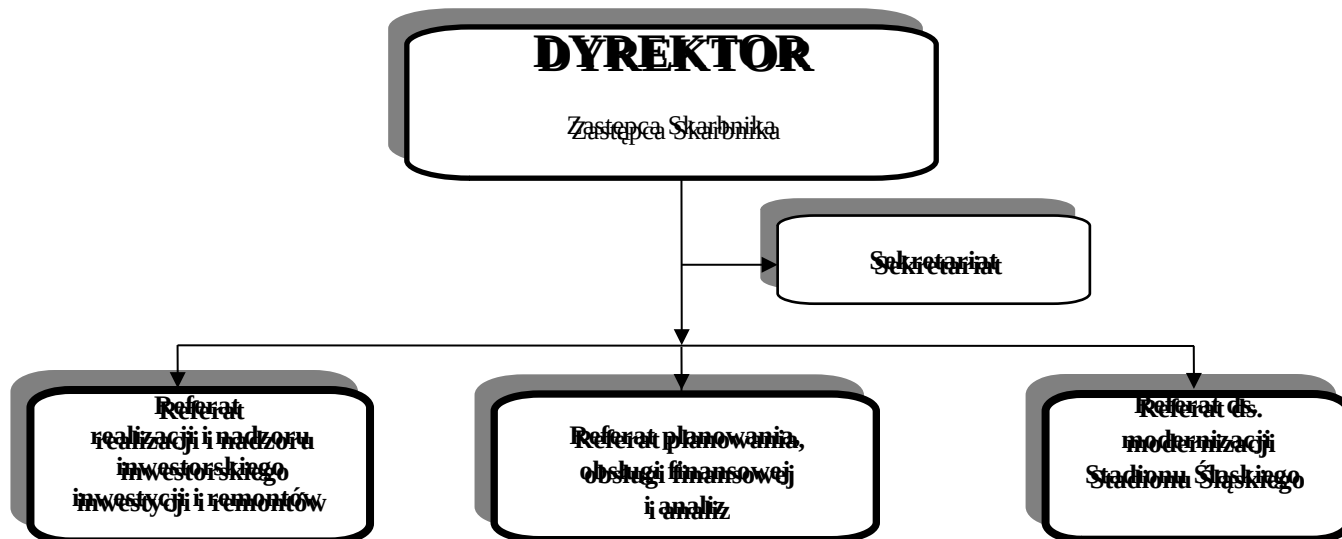 DYREKTOR
Zastępca Skarbnika
Sekretariat
Referat
realizacji i nadzoru
inwestorskiego
inwestycji i remontów
Referat planowania,
obsługi finansowej
i analiz
Referat ds.
modernizacji
Stadionu Śląskiego